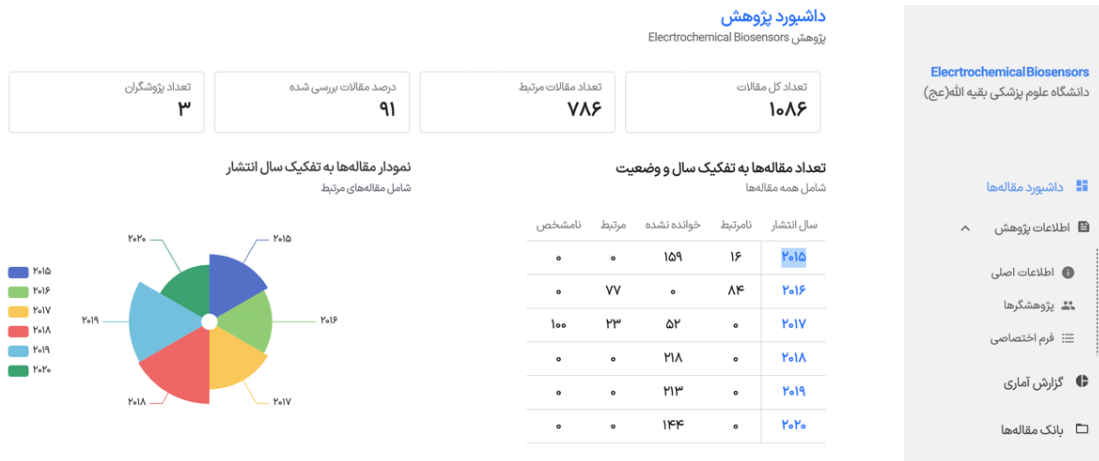 Elecrtrochemical Biosensors
دانشگاه علوم پزشکی بقیه الله(عج)
داشبورد مقاله‌ها
اطلاعات پژوهش
اطلاعات اصلی
پژوهشگرها
فرم اختصاصی
گزارش آماری
بانک مقاله‌ها
داشبورد پژوهش
پژوهش Elecrtrochemical Biosensors
تعداد کل مقالات
۱۰۸۶
تعداد مقالات مرتبط
۷۸۶
درصد مقالات بررسی شده
۹۱
تعداد پژوشگران
۳
تعداد مقاله‌ها به تفکیک سال و وضعیت
شامل همه مقاله‌ها
سال انتشار نامرتبط خوانده نشده مرتبط نامشخص
۲۰۱۵ ۱۶ ۱۵۹ ۰ ۰
۲۰۱۶ ۸۴ ۰ ۷۷ ۰
۲۰۱۷ ۰ ۵۲ ۲۳ ۱۰۰
۲۰۱۸ ۰ ۲۱۸ ۰ ۰
۲۰۱۹ ۰ ۲۱۳ ۰ ۰
۲۰۲۰ ۰ ۱۴۴ ۰ ۰
نمودار مقاله‌ها به تفکیک سال انتشار
شامل مقاله‌های مرتبط
۲۰۱۵
۲۰۱۶
۲۰۱۷
۲۰۱۸
۲۰۱۹
۲۰۲۰
۲۰۱۵
۲۰۱۶
۲۰۱۷
۲۰۱۸
۲۰۱۹
۲۰۲۰